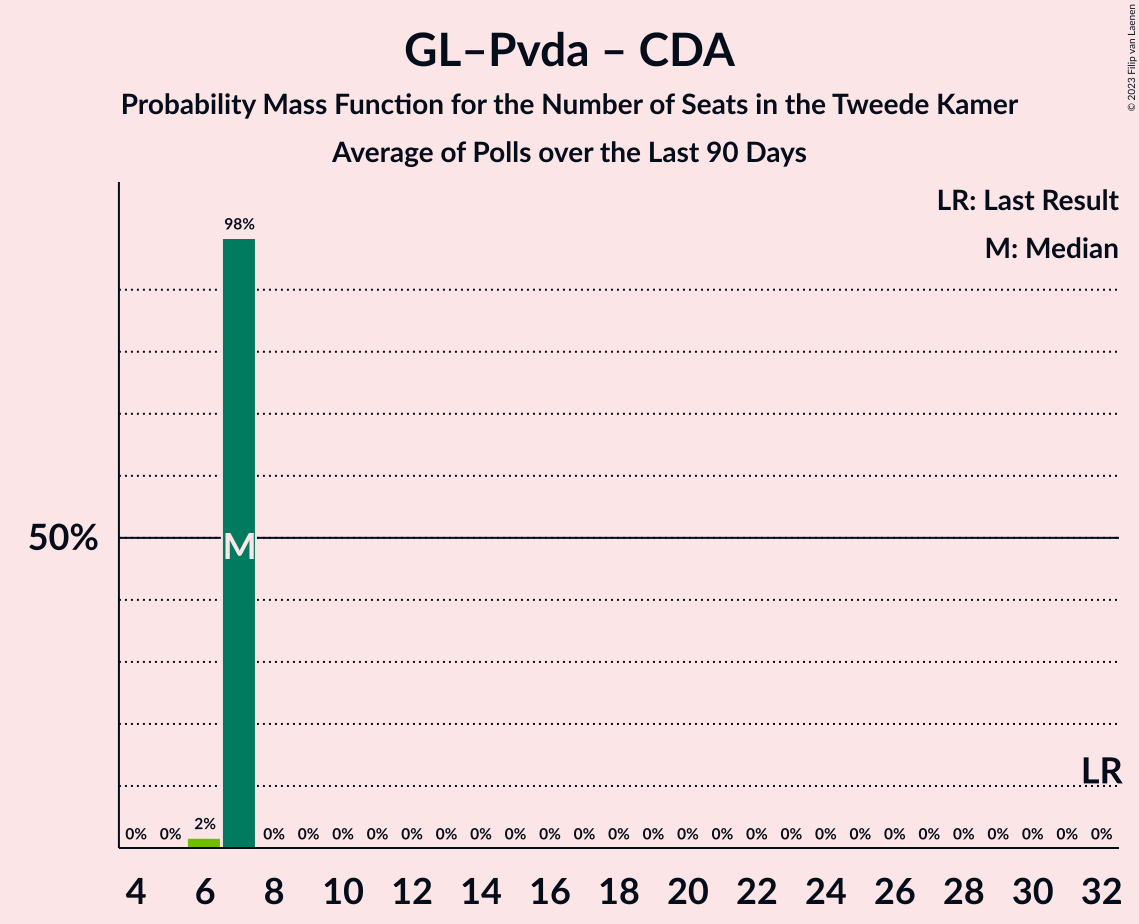 GL–Pvda – CDA
Probability Mass Function for the Number of Seats in the Tweede Kamer
Average of Polls over the Last 90 Days
© 2023 Filip van Laenen
LR: Last Result
M: Median
98%
50%
M
LR
0% 0% 2% 0% 0% 0% 0% 0% 0% 0% 0% 0% 0% 0% 0% 0% 0% 0% 0% 0% 0% 0% 0% 0% 0% 0% 0% 0%
4 6 8 10 12 14 16 18 20 22 24 26 28 30 32